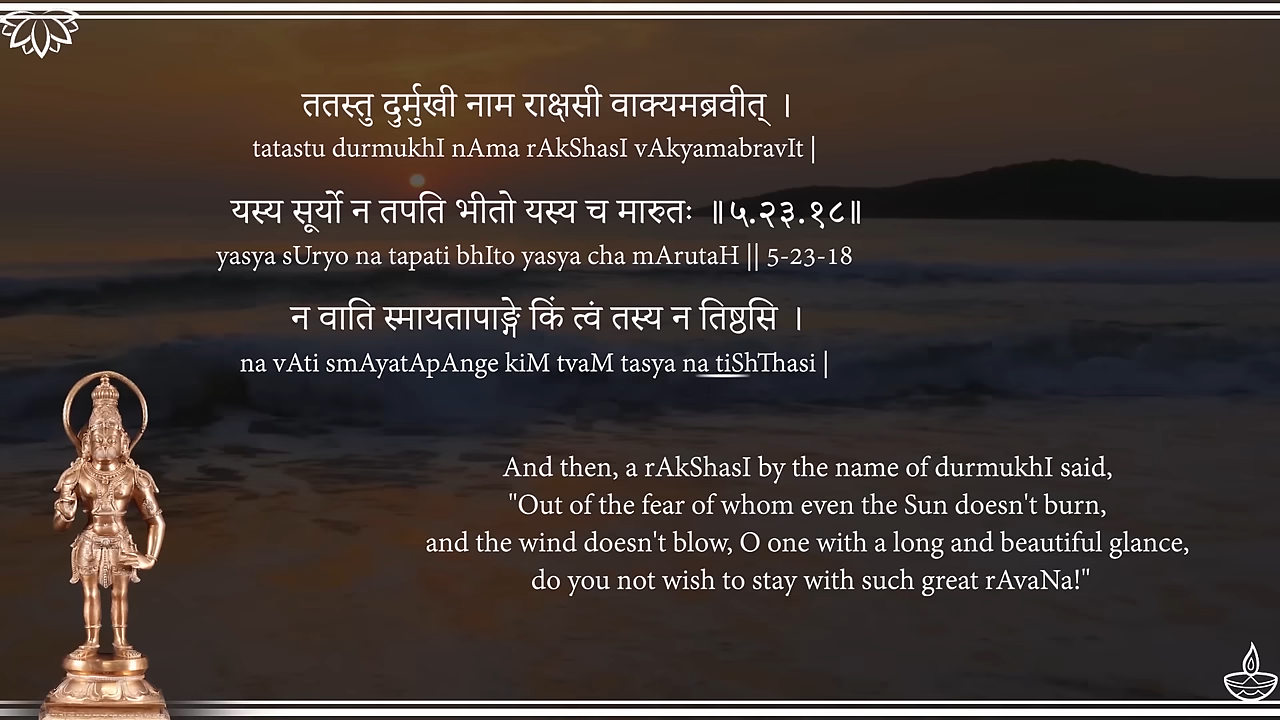 ततस्तु दुर्मुखी नाम राक्षसी वाक्यमब्रवीत् ।
tatastu durmukhI nAma rAkShasI vAkyamabravIt |
यस्य सूर्यो न तपति भीतो यस्य च मारुतः ॥५.२३.१८॥
yasya sUryo na tapati bhIto yasya cha mArutaH || 5-23-18
न वाति स्मायतापाङ्गे किं त्वं तस्य न तिष्ठसि ।
na vAti smAyatApAnge kiM tvaM tasya na tiShThasi |
And then, a rAkShasI by the name of durmukhI said,
"Out of the fear of whom even the Sun doesn't burn,
and the wind doesn't blow, O one with a long and beautiful glance,
do you not wish to stay with such great rAvaNa!"